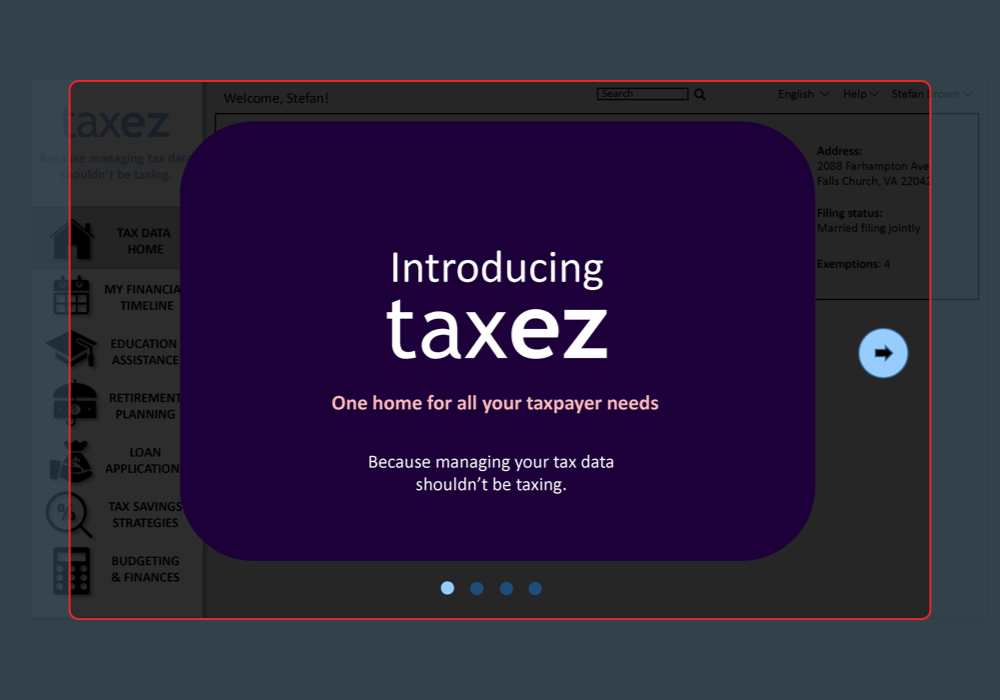 taxez
Because managing tax data
shouldn't be taxing.
TAX DATA
HOME
MY FINANCIA
TIMELINE
EDUCATION
ASSISTANCE
RETIREMENT
PLANNING
LOAN
APPLICATION
TAX SAVINGS
STRATEGIES
BUDGETING
& FINANCES
Welcome, Stefan!
Search
English
Help
Stefan Brown
Address:
2088 Farhampton Ave
Falls Church, VA 22042
Filing status:
Married filing jointly
Exemptions: 4
Introducing
taxez
One home for all your taxpayer needs
Because managing your tax data
shouldn't be taxing.
%